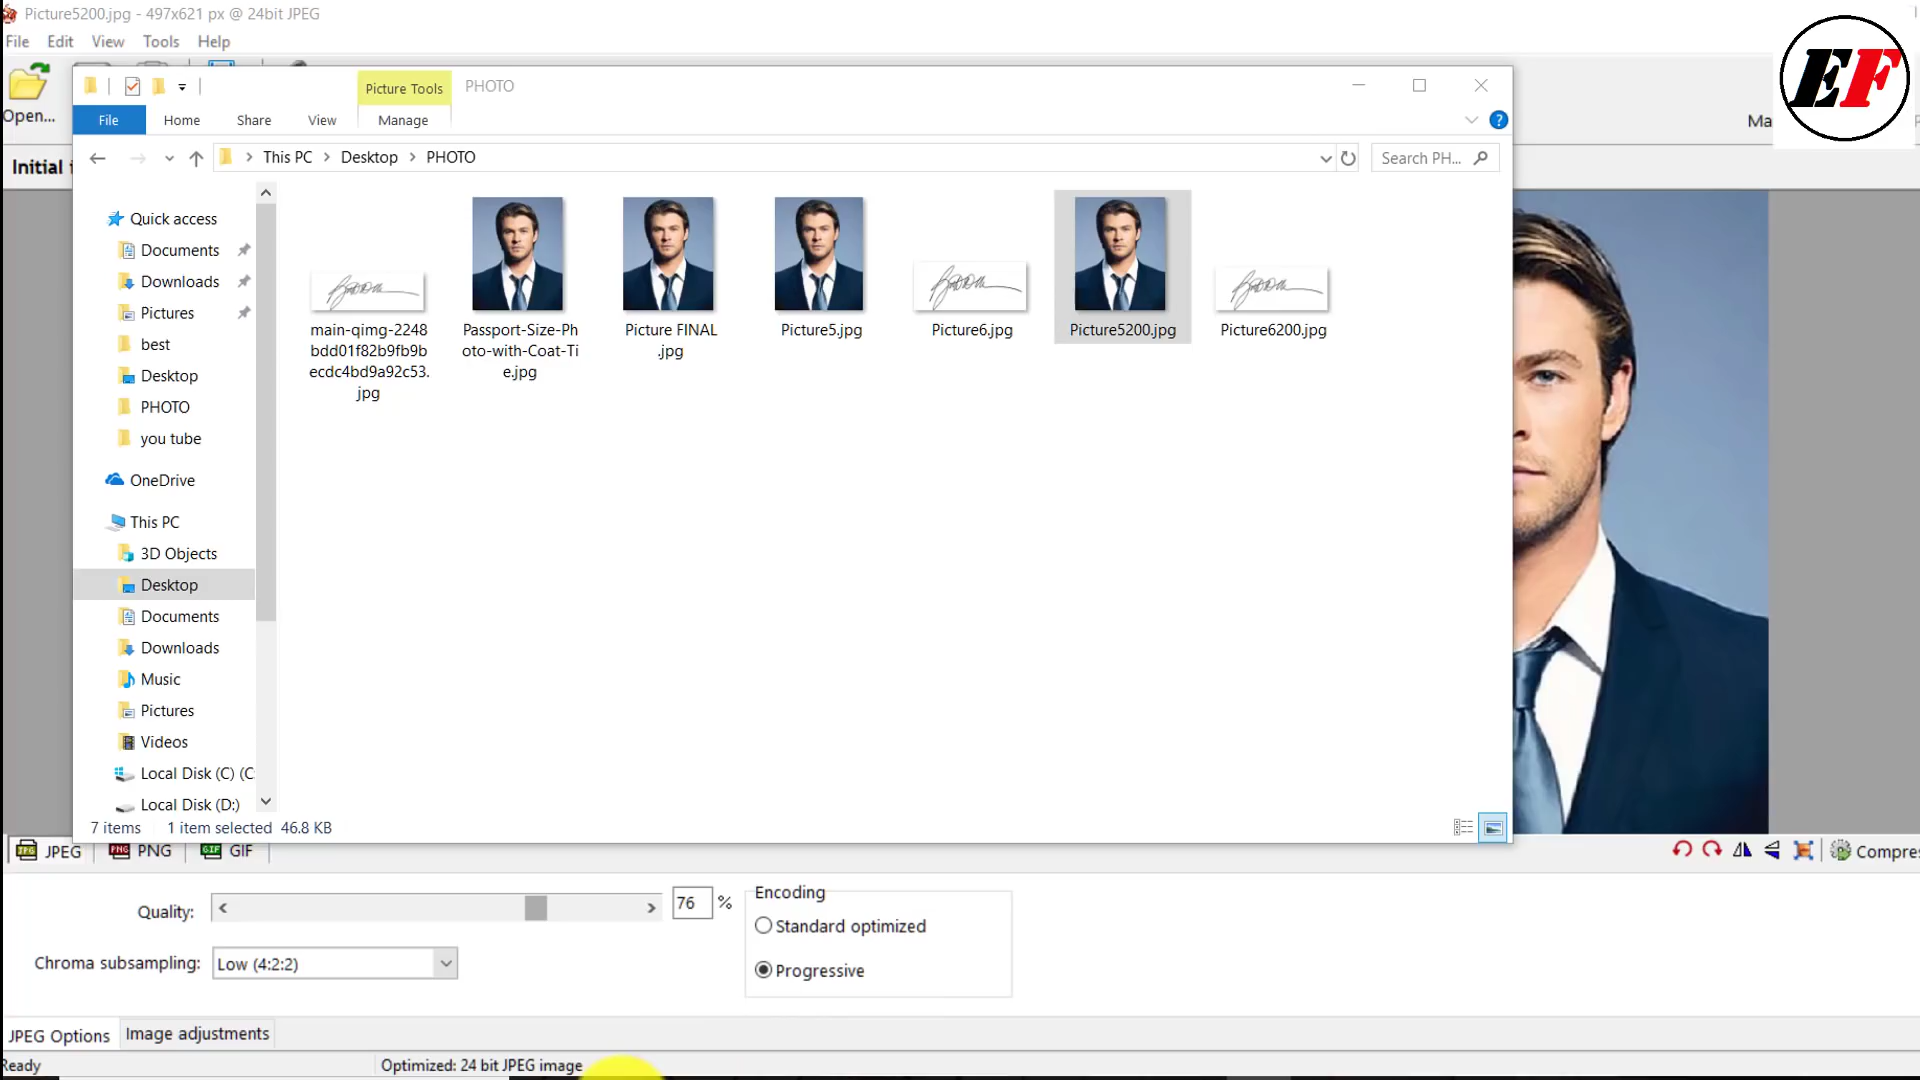 Picture5200.jpg - 497x621 px @ 24bit JPEG
File Edit View Tools Help
EF
Picture Tools PHOTO
Open...
File Home Share View Manage
Ma
Initial
This PC Desktop PHOTO
Search PH...
Quick access
Documents
Downloads
Pictures
best
Desktop
PHOTO
you tube
OneDrive
This PC
3D Objects
Desktop
Documents
Downloads
Music
Pictures
Videos
Local Disk (C) (C:
Local Disk (D:)
main-qimg-2248
bdd01f82b9fb9b
ecdc4bd9a92c53.
jpg
Passport-Size-Ph
oto-with-Coat-Ti
e.jpg
Picture FINAL
.jpg
Picture5.jpg
Picture6.jpg
Picture5200.jpg
Picture6200.jpg
7 items 1 item selected 46.8 KB
JPEG PNG GIF
Compres
Quality: 76 %
Chroma subsampling: Low (4:2:2)
Encoding
Standard optimized
Progressive
JPEG Options Image adjustments
Ready Optimized: 24 bit JPEG image